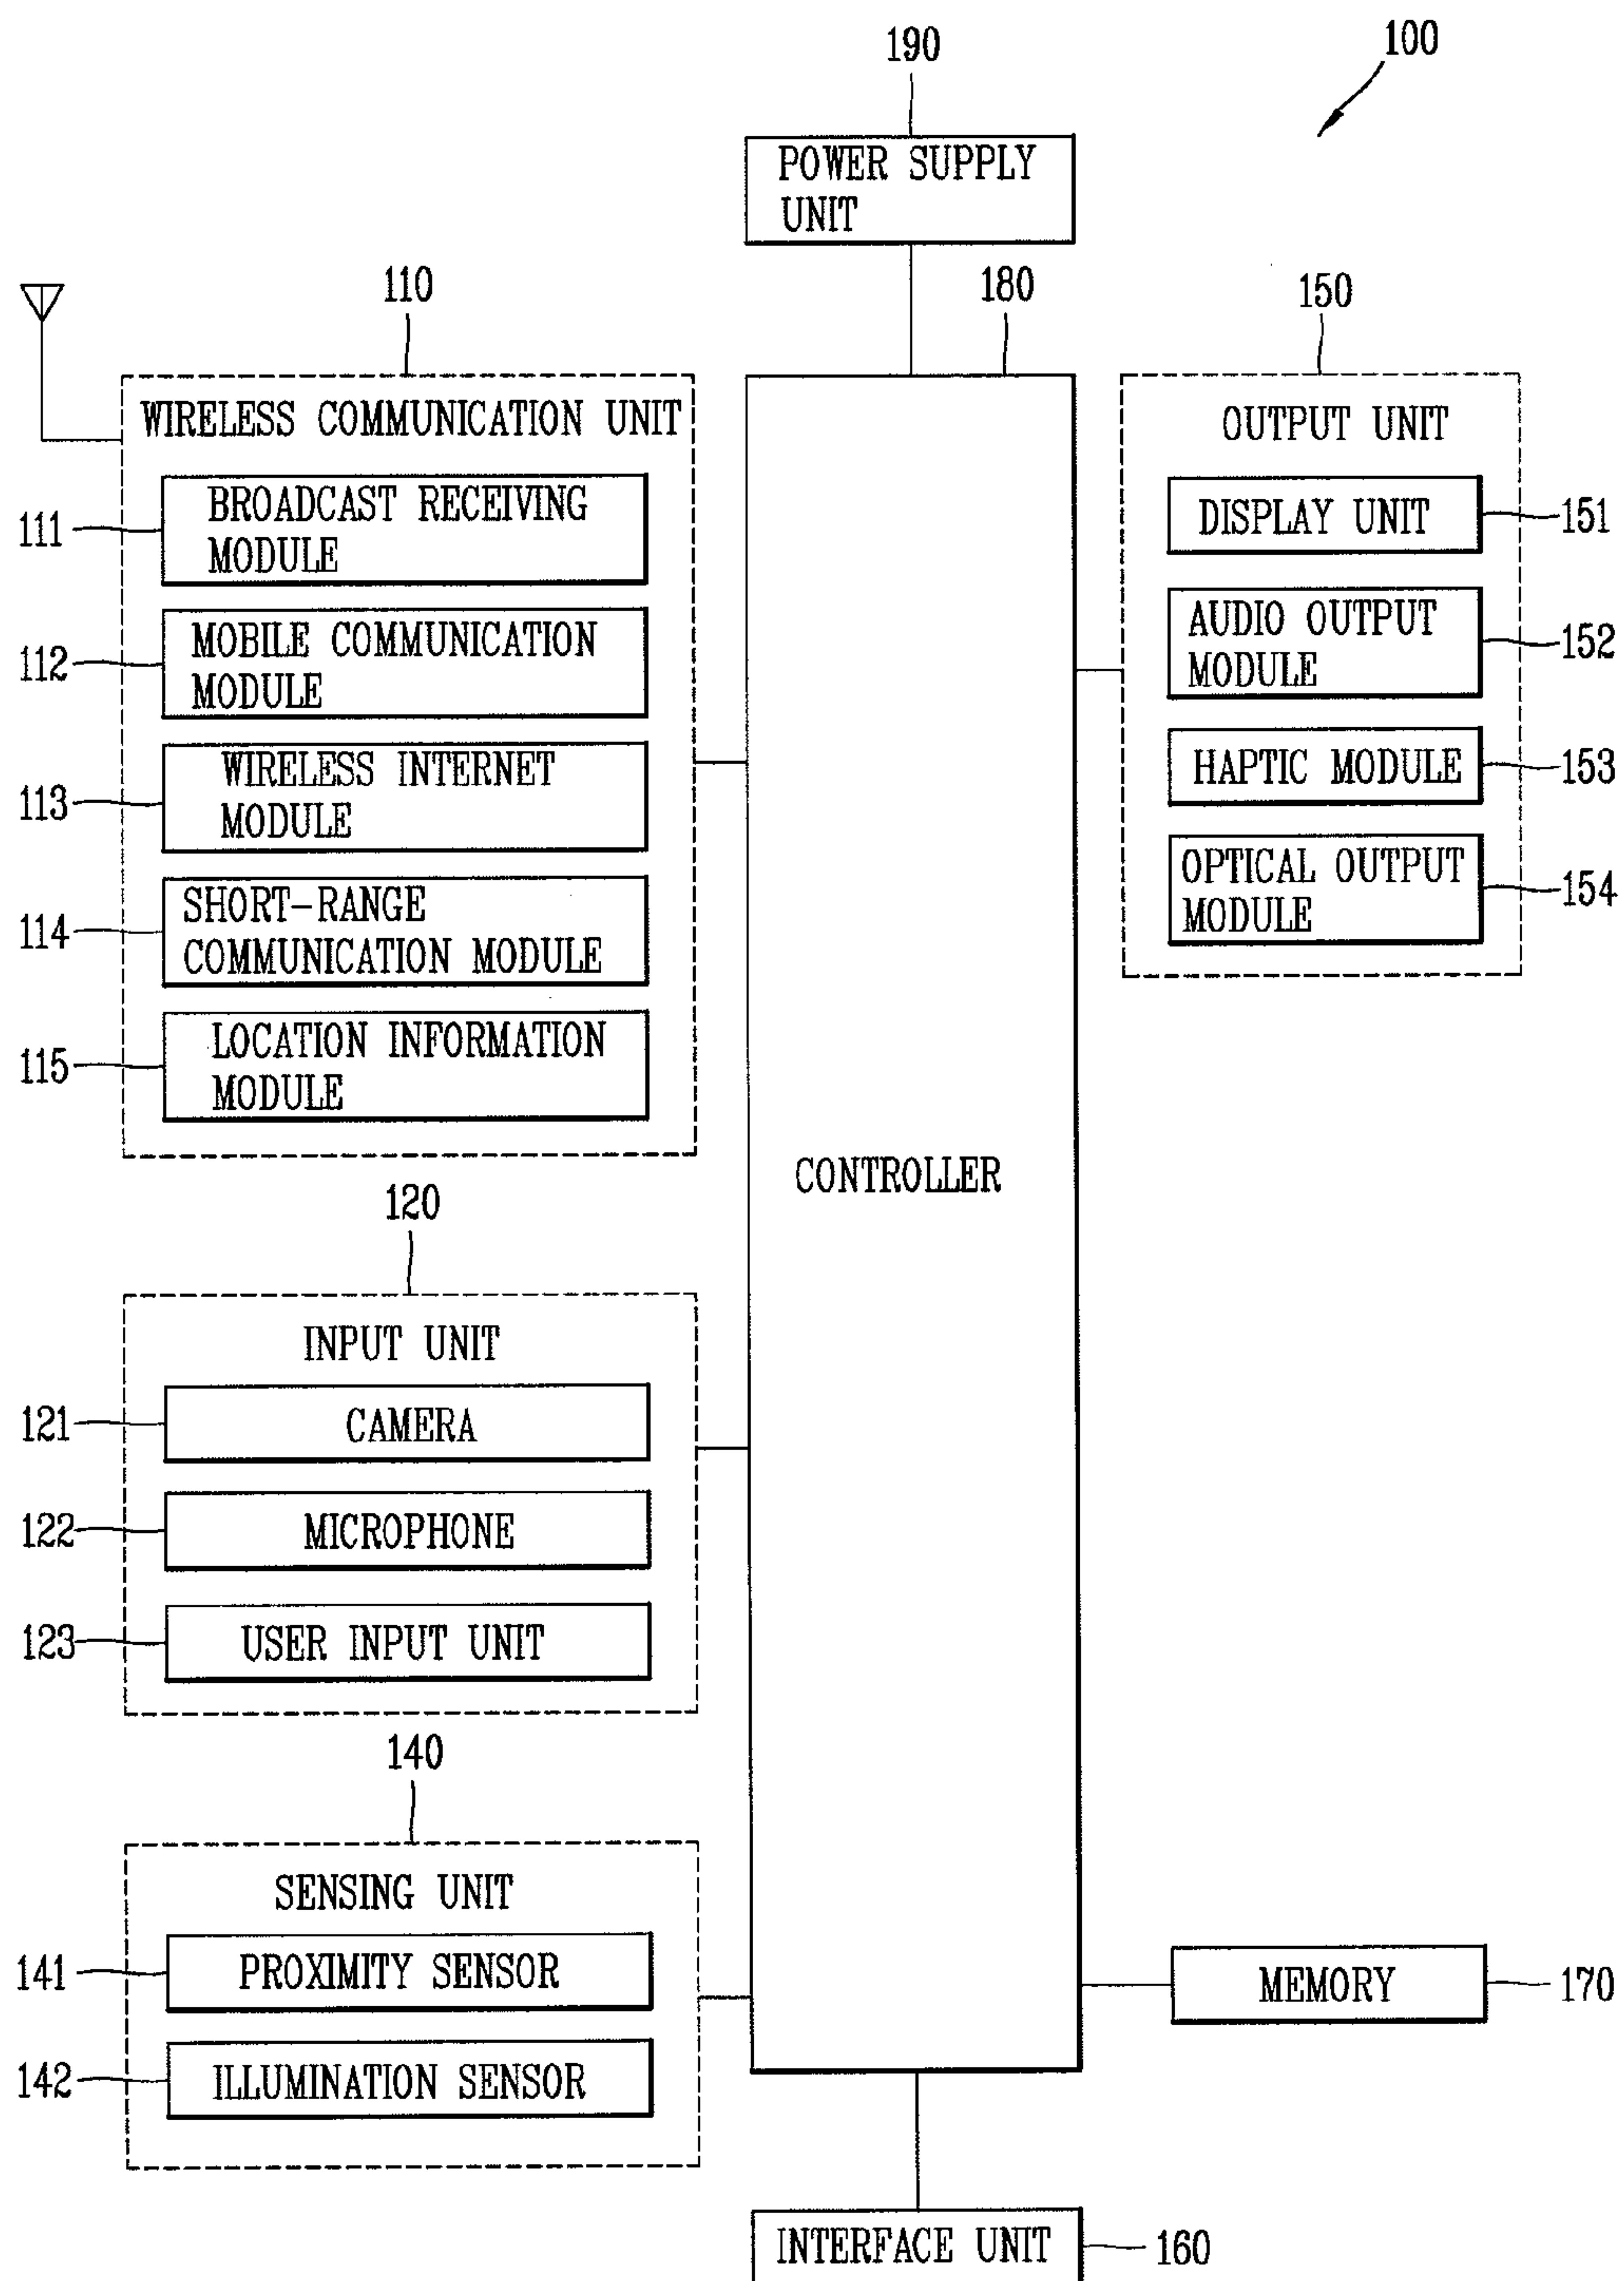 100
190
POWER SUPPLY
UNIT
110
180
150
WIRELESS COMMUNICATION UNIT
111
BROADCAST RECEIVING
MODULE
112
MOBILE COMMUNICATION
MODULE
113
WIRELESS INTERNET
MODULE
114
SHORT-RANGE
COMMUNICATION MODULE
115
LOCATION INFORMATION
MODULE
120
INPUT UNIT
121
CAMERA
122
MICROPHONE
123
USER INPUT UNIT
140
SENSING UNIT
141
PROXIMITY SENSOR
142
ILLUMINATION SENSOR
CONTROLLER
OUTPUT UNIT
DISPLAY UNIT
151
AUDIO OUTPUT
MODULE
152
HAPTIC MODULE
153
OPTICAL OUTPUT
MODULE
154
MEMORY
170
INTERFACE UNIT
160